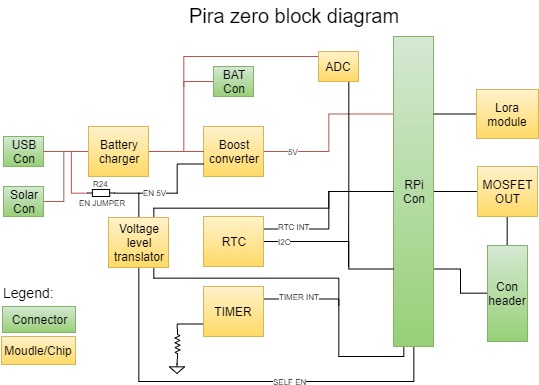 Pira zero block diagram
ADC
BAT
Con
Lora
module
USB
Con
Battery
charger
Boost
converter
5V
RPi
Con
MOSFET
OUT
Solar
Con
R24
EN JUMPER
EN 5V
Voltage
level
translator
RTC
RTC INT
I2C
Con
header
TIMER
TIMER INT
Legend:
Connector
Moudle/Chip
SELF EN